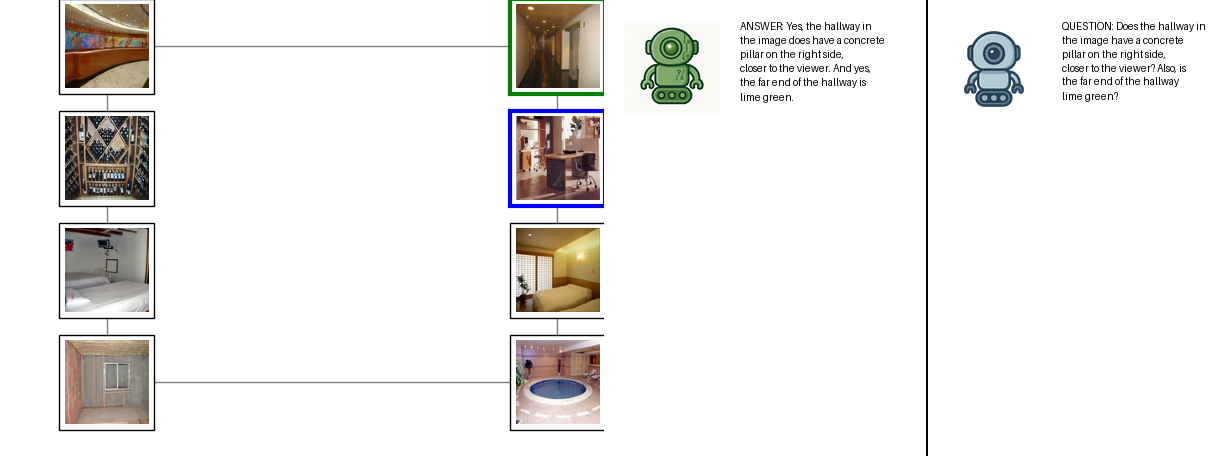 ANSWER: Yes, the hallway in
the image does have a concrete
pillar on the right side,
closer to the viewer. And yes,
the far end of the hallway is
lime green.
QUESTION: Does the hallway in
the image have a concrete
pillar on the right side,
closer to the viewer? Also, is
the far end of the hallway
lime green?